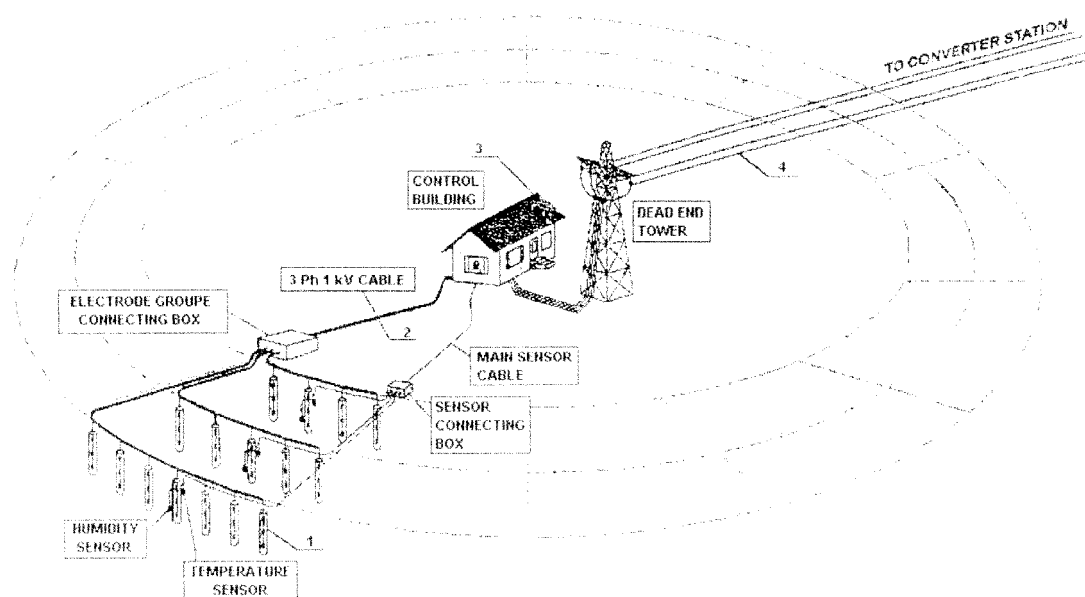 TO CONVERTER STATION
3
CONTROL
BUILDING
4
DEAD END
TOWER
3 Ph 1 kV CABLE
ELECTRODE GROUPE
CONNECTING BOX
2
MAIN SENSOR
CABLE
SENSOR
CONNECTING
BOX
HUMIDITY
SENSOR
1
TEMPERATURE
SENSOR